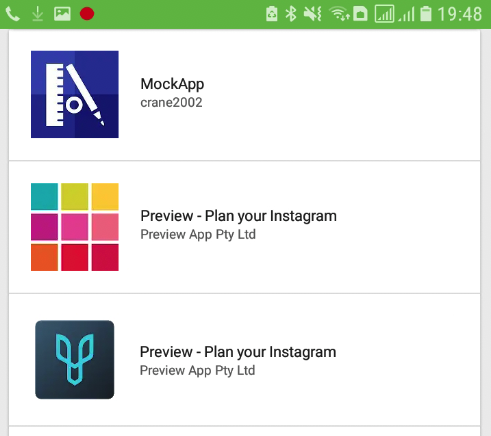 19:48
MockApp
crane2002
Preview - Plan your Instagram
Preview App Pty Ltd
Preview - Plan your Instagram
Preview App Pty Ltd